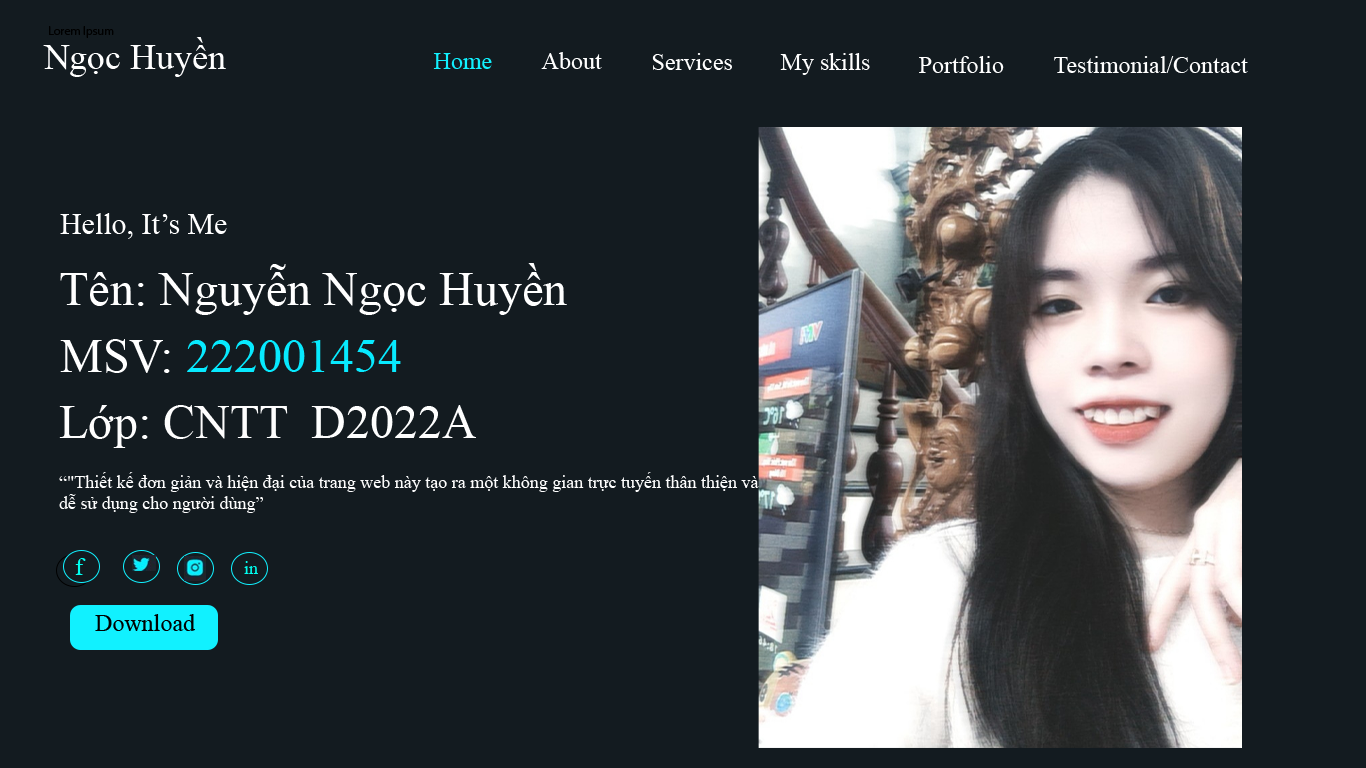 Lorem Ipsum
Ngọc Huyền
Home
About
Services
My skills
Portfolio
Testimonial/Contact
Hello, It’s Me
Tên: Nguyễn Ngọc Huyền
MSV: 222001454
Lớp: CNTT D2022A
“"Thiết kế đơn giản và hiện đại của trang web này tạo ra một không gian trực tuyến thân thiện và
dễ sử dụng cho người dùng”
f
in
Download